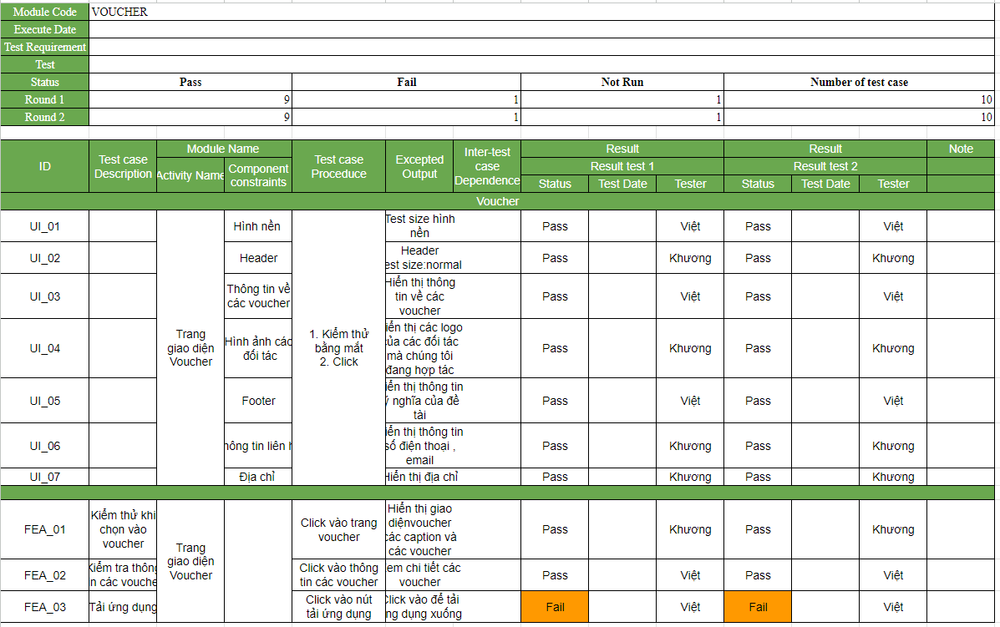 Module Code VOUCHER
Execute Date
Test Requirement
Test
Status Pass Fail Not Run Number of test case
Round 1 9 1 1 10
Round 2 9 1 1 10
ID Test case Description Module Name Activity Name Component constraints Test case Proceduce Excepted Output Inter-test case Dependence Result Result Note
Result test 1 Result test 2
Status Test Date Tester Status Test Date Tester
Voucher
Trang giao diện Voucher
1. Kiểm thử bằng mắt
2. Click
UI_01 Hình nền Test size hình nền Pass Việt Pass Việt
UI_02 Header Header size:normal Pass Khương Pass Khương
UI_03 Thông tin về các voucher Hiển thị thông tin về các voucher Pass Việt Pass Việt
UI_04 Hình ảnh các đối tác thị các logo của các đối tác mà chúng tôi đang hợp tác Pass Khương Pass Khương
UI_05 Footer thị thông tin ý nghĩa của đề tài Pass Việt Pass Việt
UI_06 tin liên thị thông tin số điện thoại , email Pass Khương Pass Khương
UI_07 Địa chỉ Hiển thị địa chỉ Pass Khương Pass Khương
Trang giao diện Voucher
FEA_01 Kiểm thử khi chọn vào voucher Click vào trang voucher Hiển thị giao diệnvoucher các caption và các voucher Pass Khương Pass Khương
FEA_02 Kiểm tra thông các Click vào thông tin các voucher chi tiết các voucher Pass Việt Pass Việt
FEA_03 Tải ứng dụng Click vào nút tải ứng dụng Click vào để tải dụng xuống Fail Việt Fail Việt